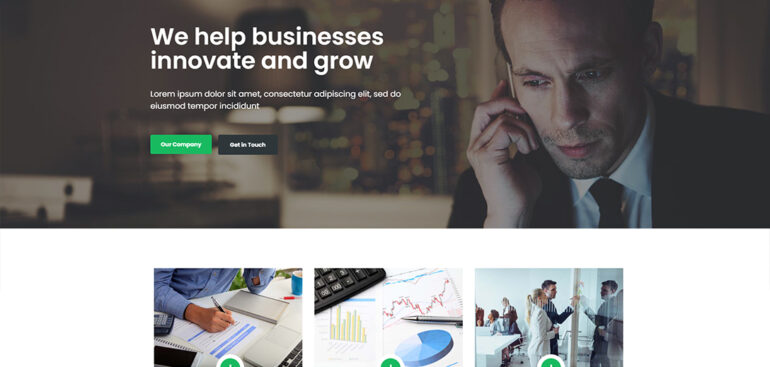 We help businesses
innovate and grow
Lorem ipsum dolor sit amet, consectetur adipiscing elit, sed do
eiusmod tempor incididunt
Our Company
Get in Touch